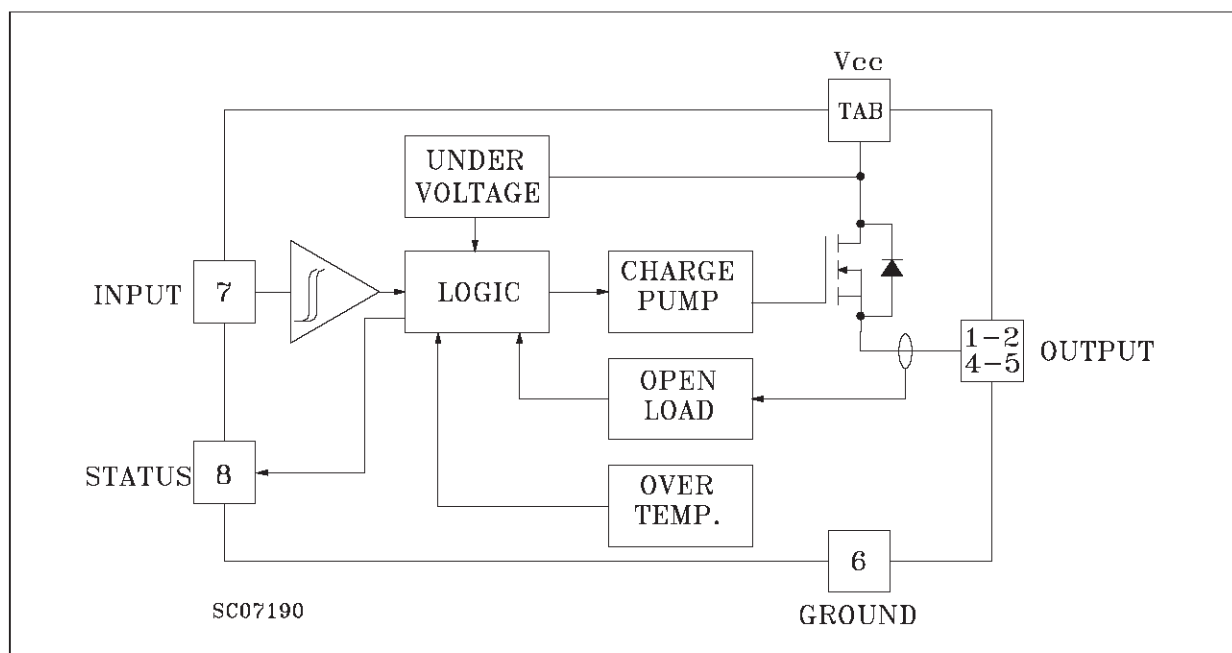 Vcc
TAB
UNDER
VOLTAGE
INPUT
7
LOGIC
CHARGE
PUMP
1-2
4-5
OUTPUT
OPEN
LOAD
STATUS
8
OVER
TEMP.
6
GROUND
SC07190